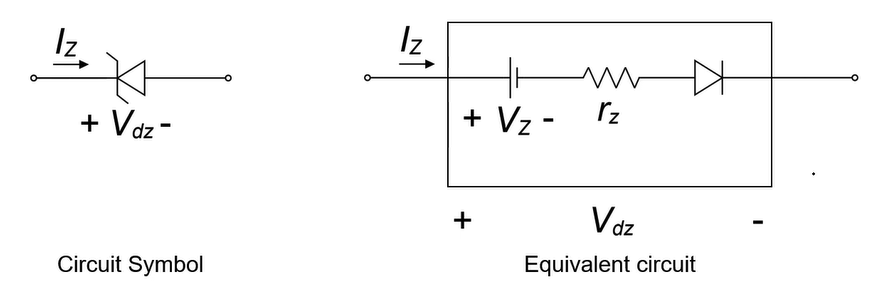 I_Z
+ V_dz -
Circuit Symbol
I_Z
+ V_Z -
r_z
+ V_dz -
Equivalent circuit